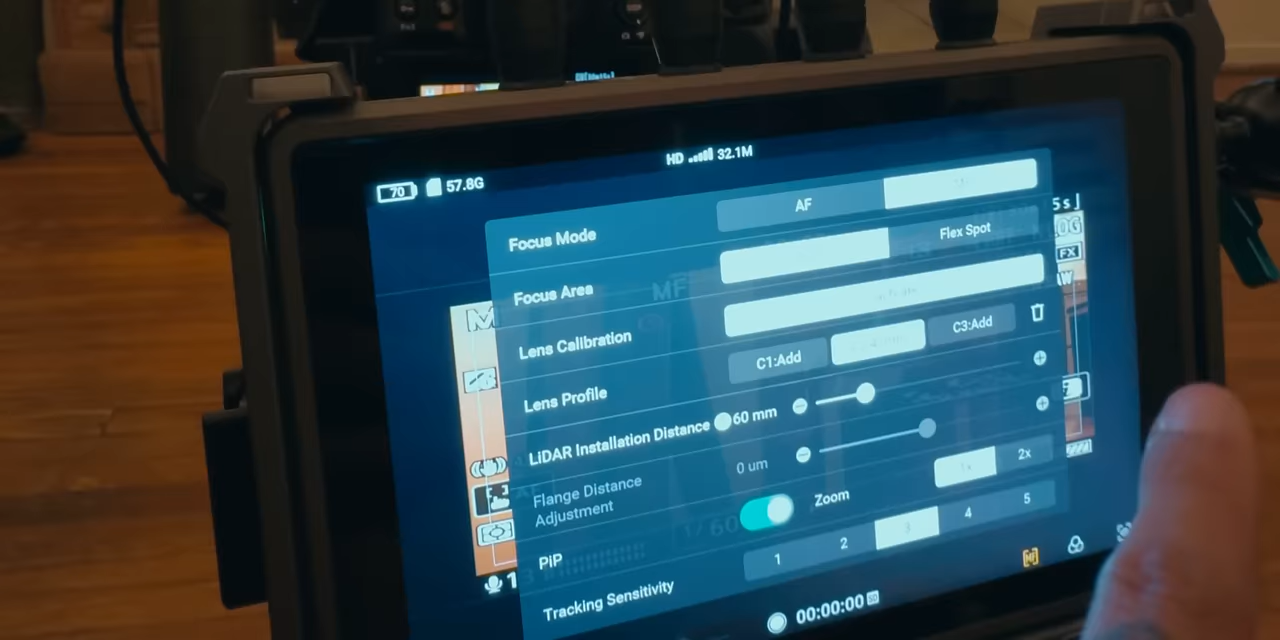 HD 32.1M
70 57.8G
Focus Mode AF
Focus Area Flex Spot
Lens Calibration
Lens Profile C1:Add C3:Add
LiDAR Installation Distance 60 mm
Flange Distance
Adjustment 0 um
PiP Zoom 1x 2x
Tracking Sensitivity 1 2 3 4 5
MF
00:00:00